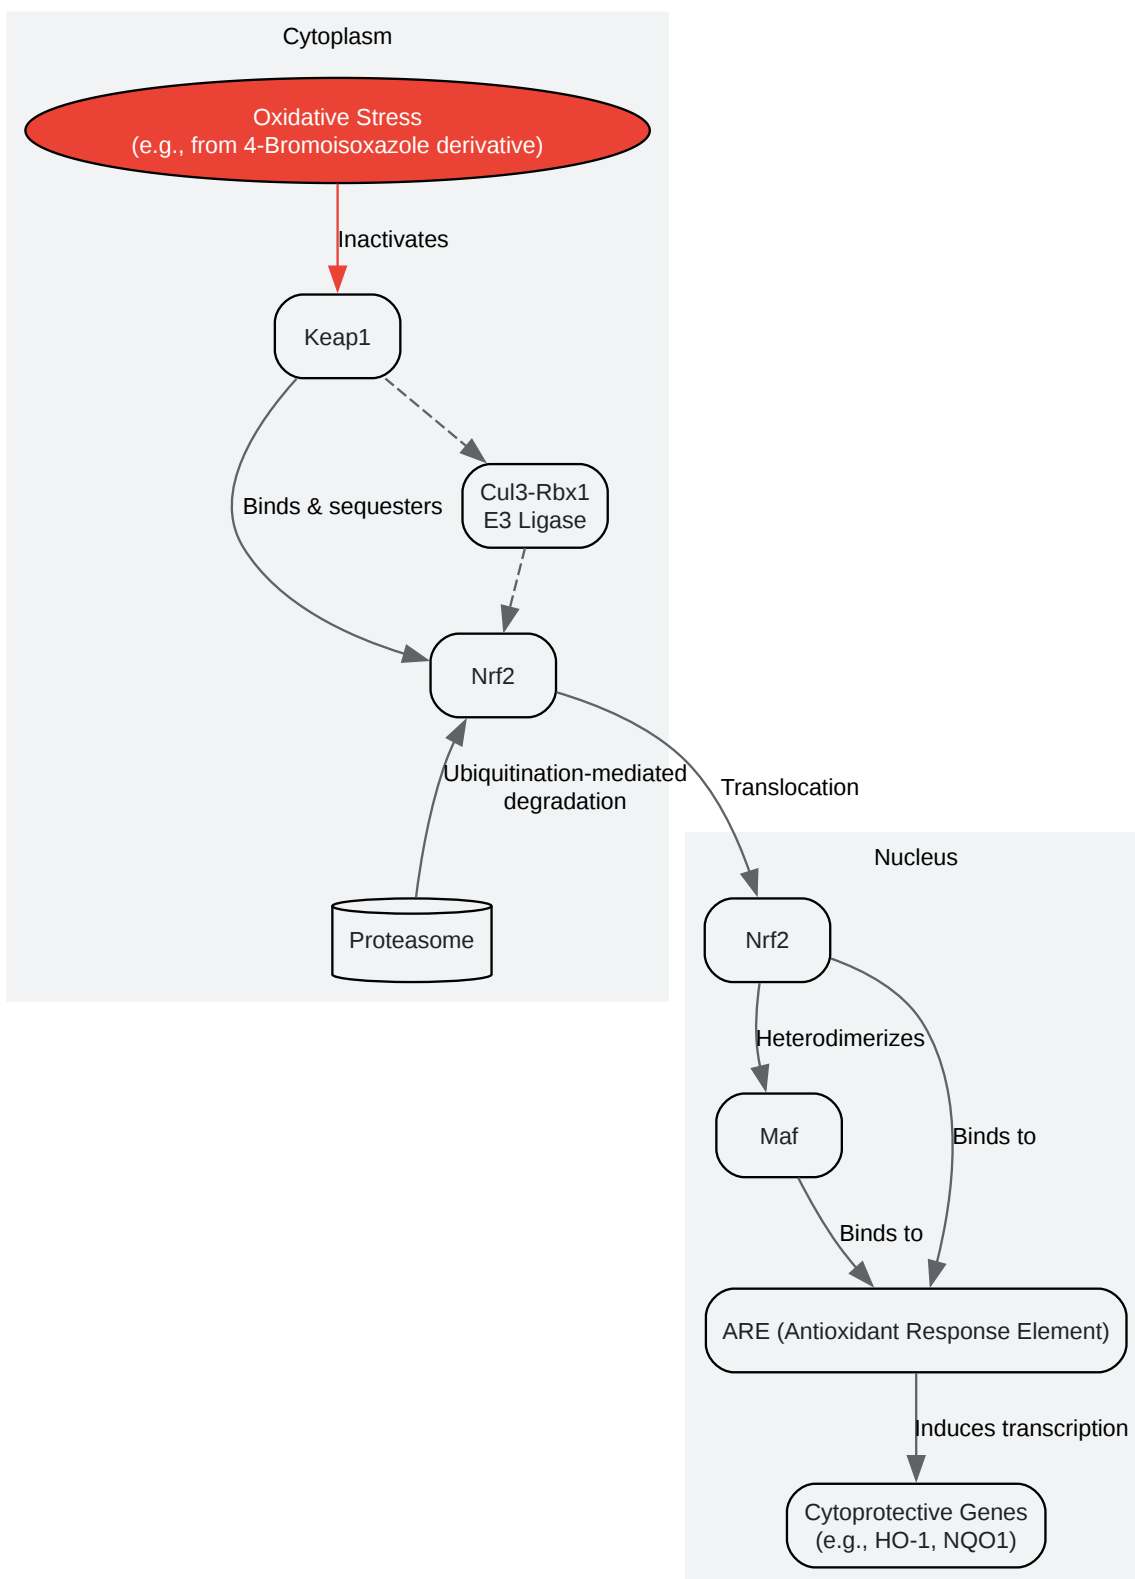 Cytoplasm
Oxidative Stress
(e.g., from 4-Bromoisoxazole derivative)
Inactivates
Keap1
Binds & sequesters
Cul3-Rbx1
E3 Ligase
Nrf2
Ubiquitination-mediated
degradation
Translocation
Proteasome
Nucleus
Nrf2
Heterodimerizes
Maf
Binds to
Binds to
ARE (Antioxidant Response Element)
Induces transcription
Cytoprotective Genes
(e.g., HO-1, NQO1)